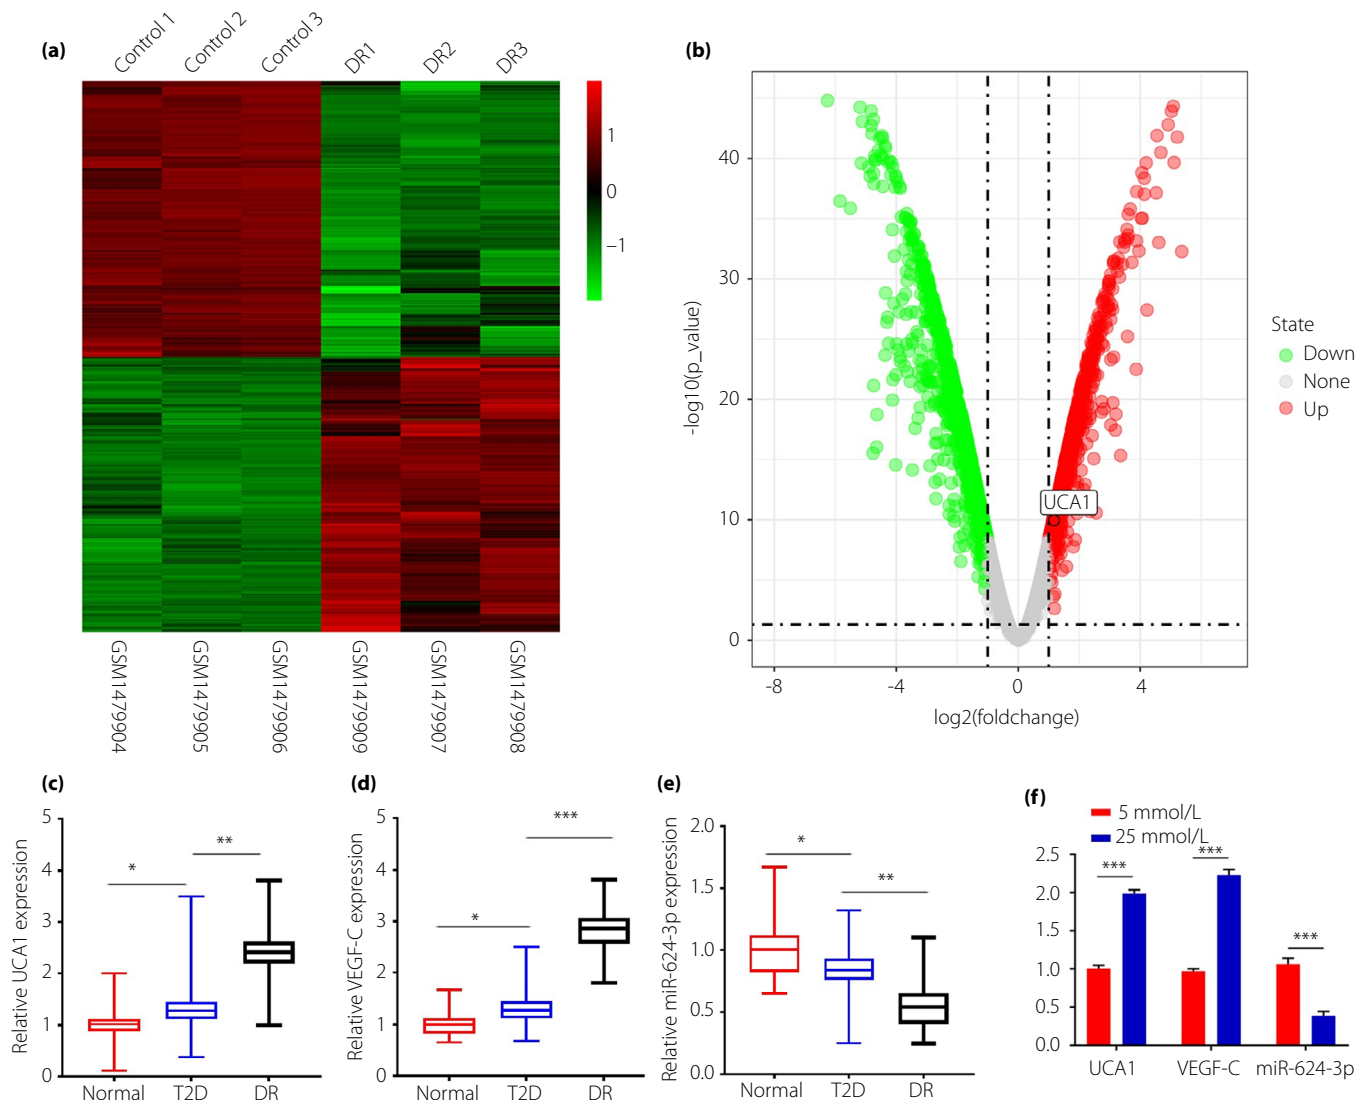 (a)
Control 1 Control 2 Control 3 DR1 DR2 DR3
1
0
−1
GSM1479904 GSM1479905 GSM1479906 GSM1479909 GSM1479907 GSM1479908
(b)
-log10(p_value)
40
30
20
10
0
UCA1
-8 -4 0 4
log2(foldchange)
State
Down
None
Up
(c)
Relative UCA1 expression
5
4
3
2
1
0
* **
Normal T2D DR
(d)
Relative VEGF-C expression
5
4
3
2
1
0
* ***
Normal T2D DR
(e)
Relative miR-624-3p expression
2.0
1.5
1.0
0.5
0.0
* **
Normal T2D DR
(f)
5 mmol/L
25 mmol/L
2.5
2.0
1.5
1.0
0.5
0.0
*** *** ***
UCA1 VEGF-C miR-624-3p